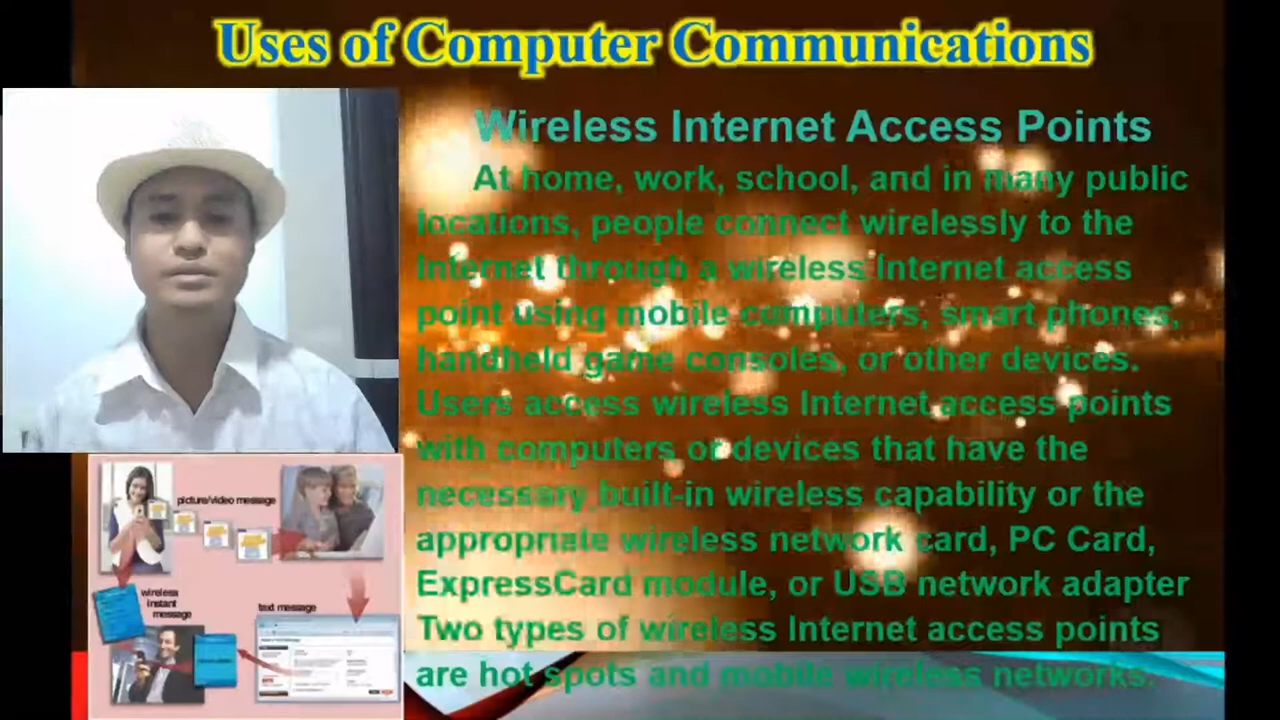 Uses of Computer Communications
Wireless Internet Access Points
At home, work, school, and in many public
locations, people connect wirelessly to the
Internet through a wireless Internet access
point using mobile computers, smart phones,
handheld game consoles, or other devices.
Users access wireless Internet access points
with computers or devices that have the
necessary built-in wireless capability or the
appropriate wireless network card, PC Card,
ExpressCard module, or USB network adapter
Two types of wireless Internet access points
are hot spots and mobile wireless networks.
picture/video message
wireless
instant
message
text message